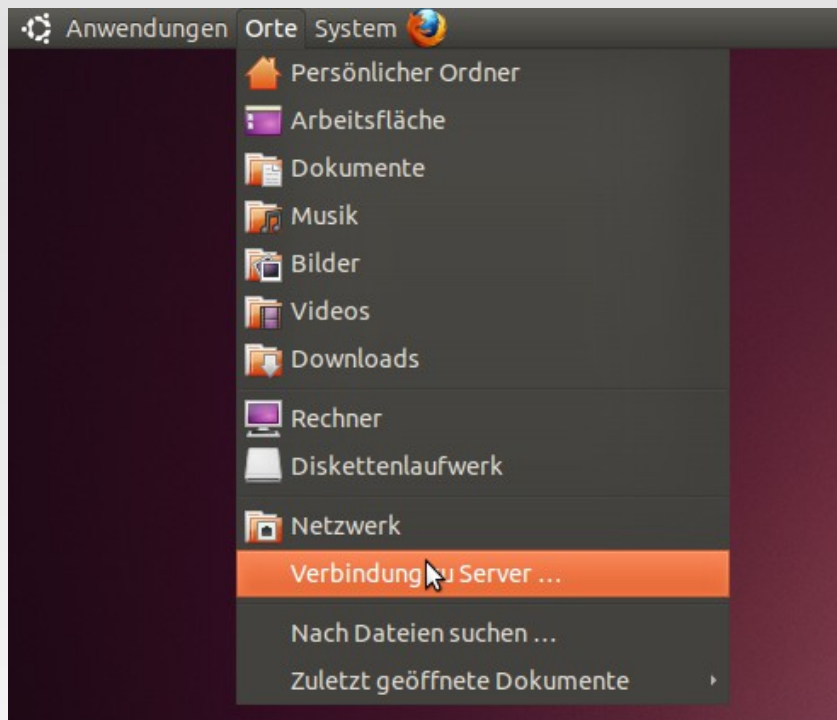 Anwendungen Orte System
Persönlicher Ordner
Arbeitsfläche
Dokumente
Musik
Bilder
Videos
Downloads
Rechner
Diskettenlaufwerk
Netzwerk
Verbindung zu Server ...
Nach Dateien suchen ...
Zuletzt geöffnete Dokumente